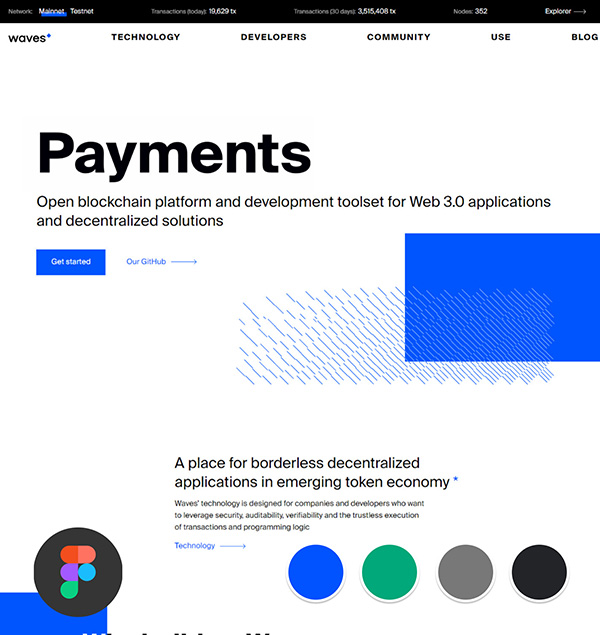 Network: Mainnet Testnet Transactions (today): 19,629 tx Transactions (30 days): 3,515,408 tx Nodes: 352 Explorer
waves
TECHNOLOGY DEVELOPERS COMMUNITY USE BLOG
Payments
Open blockchain platform and development toolset for Web 3.0 applications
and decentralized solutions
Get started Our GitHub
A place for borderless decentralized
applications in emerging token economy *
Waves' technology is designed for companies and developers who want
to leverage security, auditability, verifiability and the trustless execution
of transactions and programming logic
Technology